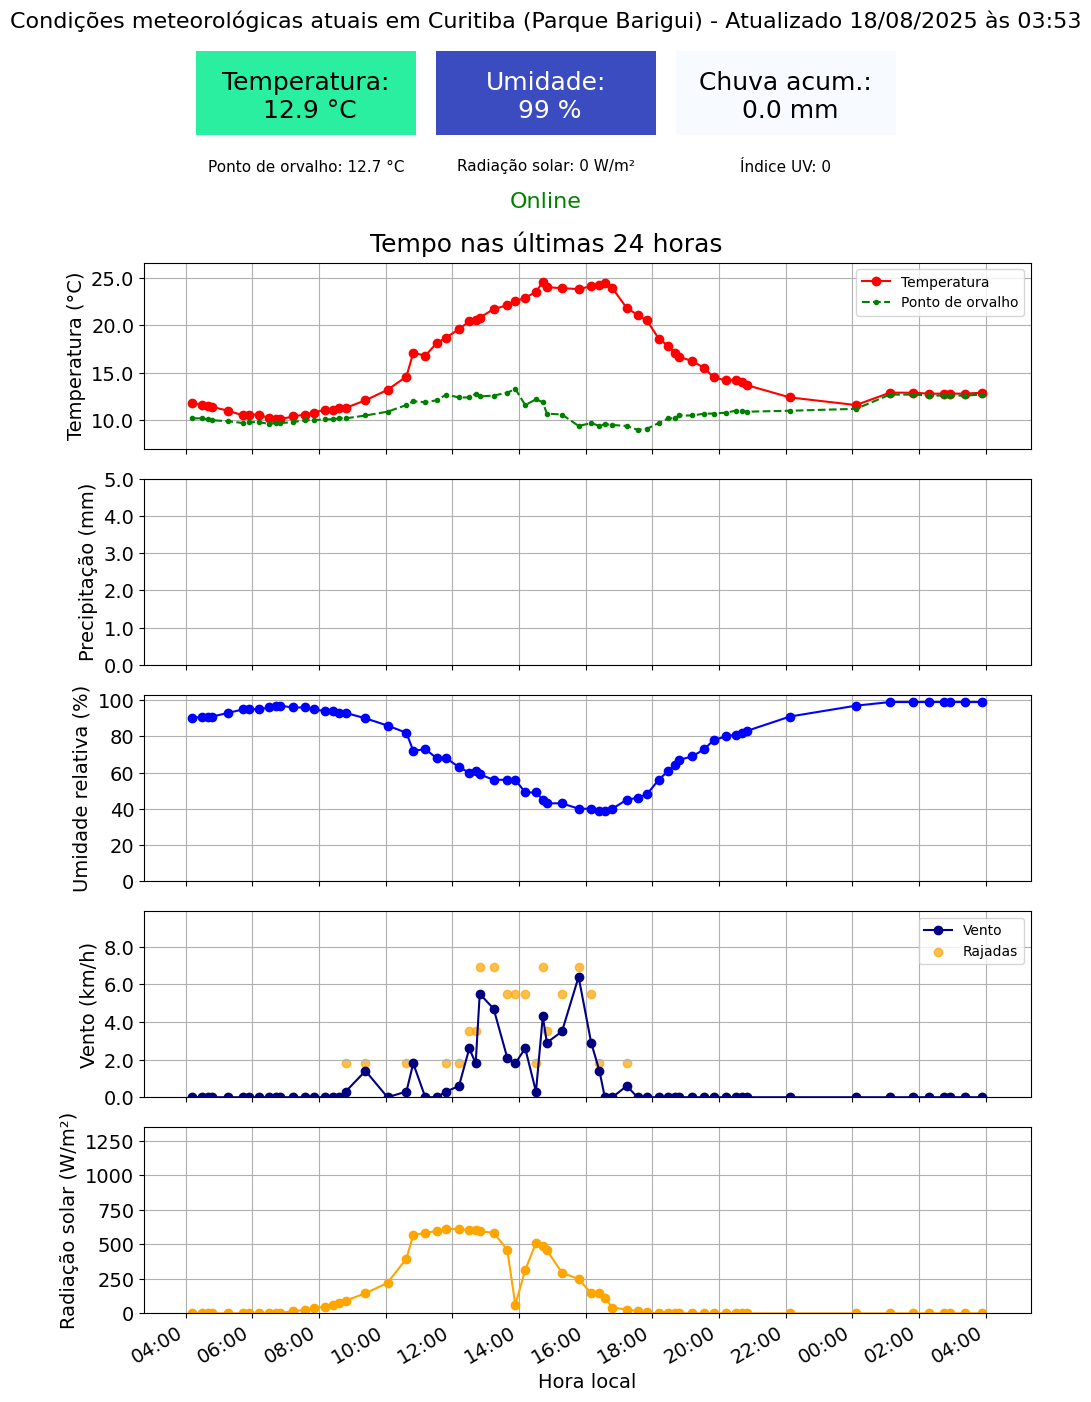 Condições meteorológicas atuais em Curitiba (Parque Barigui) - Atualizado 18/08/2025 às 03:53
Temperatura:
12.9 °C
Umidade:
99 %
Chuva acum.:
0.0 mm
Ponto de orvalho: 12.7 °C
Radiação solar: 0 W/m²
Índice UV: 0
Online
Tempo nas últimas 24 horas
Temperatura (°C)
25.0
20.0
15.0
10.0
Temperatura
Ponto de orvalho
Precipitação (mm)
5.0
4.0
3.0
2.0
1.0
0.0
Umidade relativa (%)
100
80
60
40
20
0
Vento (km/h)
8.0
6.0
4.0
2.0
0.0
Vento
Rajadas
Radiação solar (W/m²)
1250
1000
750
500
250
0
04:00
06:00
08:00
10:00
12:00
14:00
16:00
18:00
20:00
22:00
00:00
02:00
04:00
Hora local